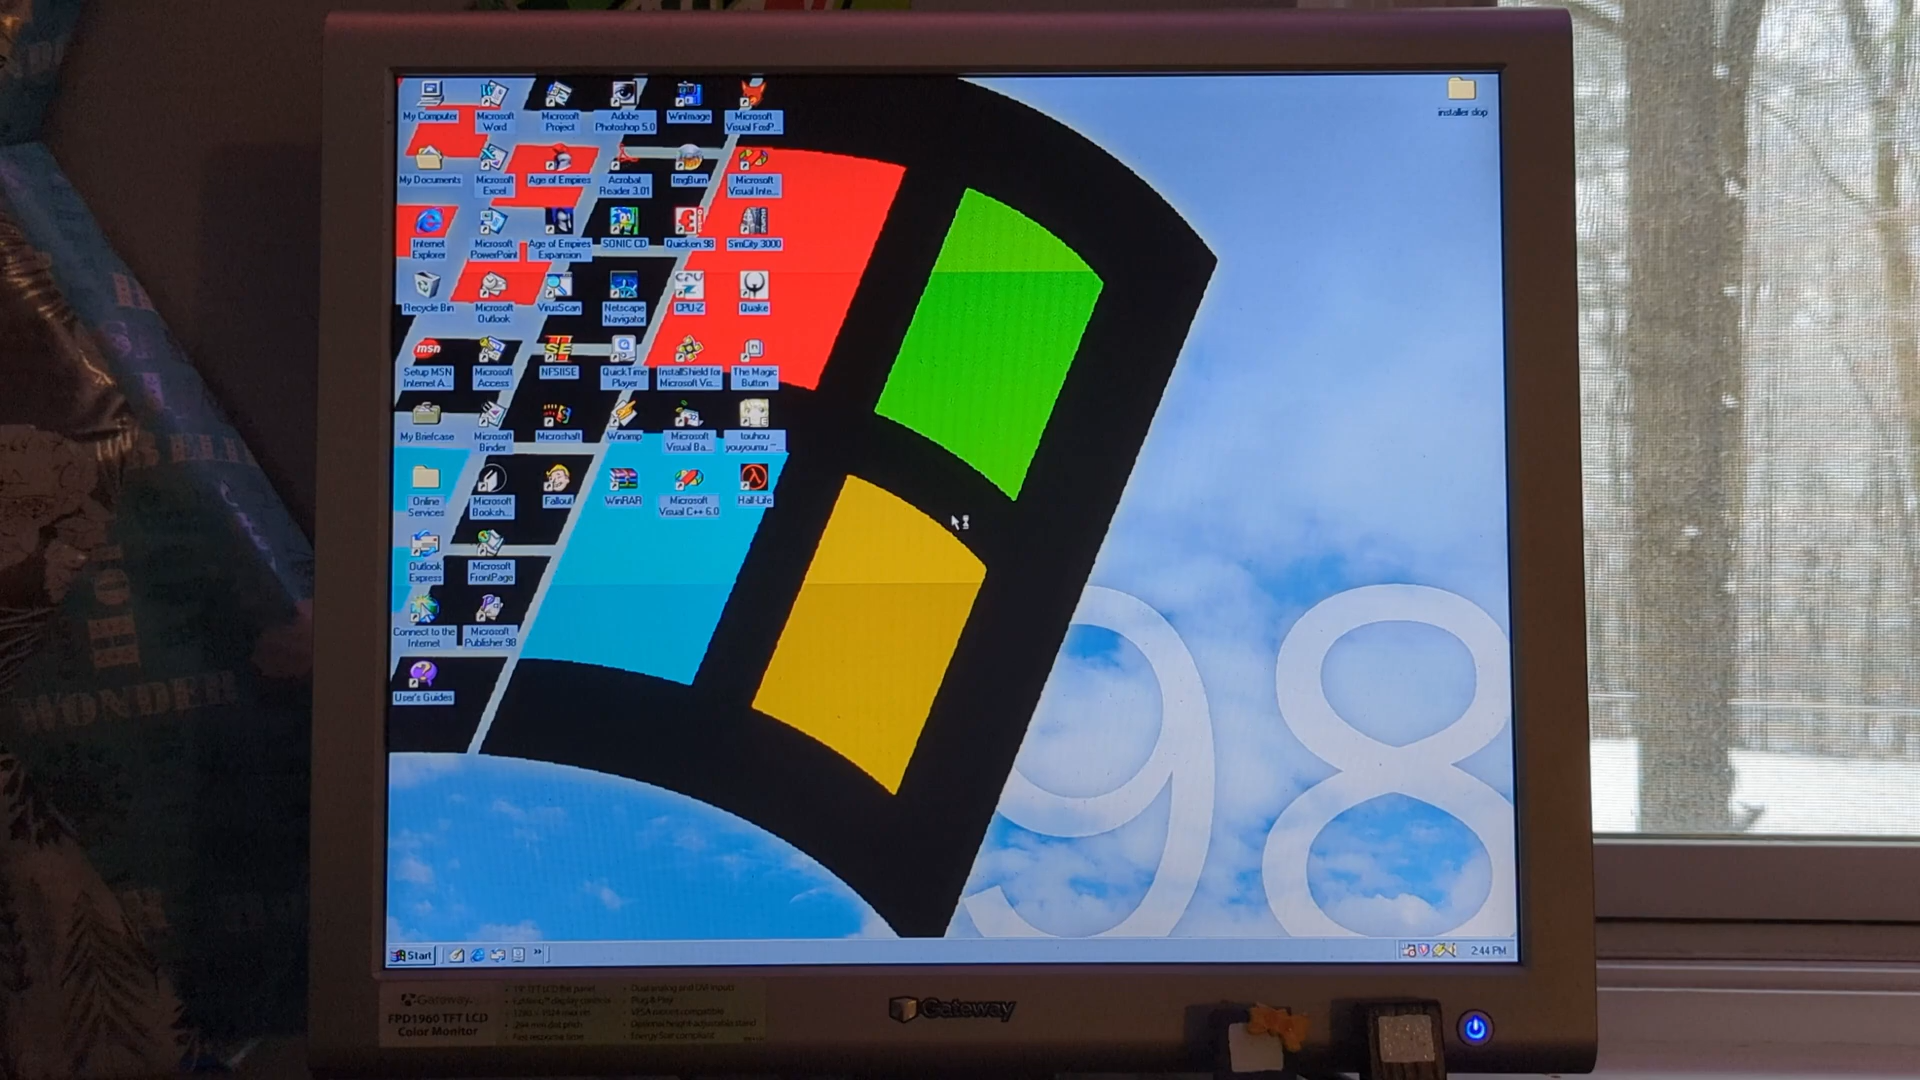 My Computer
Microsoft
Word
Microsoft
Project
Adobe
Photoshop 5.0
WinImage
Microsoft
Visual FoxP...
installer slop
My Documents
Microsoft
Excel
Age of Empires
Acrobat
Reader 3.01
ImgBurn
Microsoft
Visual Inte...
Internet
Explorer
Microsoft
PowerPoint
Age of Empires
Expansion
SONIC CD
Quicken 98
SimCity 3000
Recycle Bin
Microsoft
Outlook
VirusScan
Netscape
Navigator
CPU-Z
Quake
msn
Setup MSN
Internet A...
Microsoft
Access
NFSIISE
QuickTime
Player
InstallShield for
Microsoft Vis...
The Magic
Button
My Briefcase
Microsoft
Binder
Microshaft
Winamp
Microsoft
Visual Ba...
touhou
youyoumu ~...
Online
Services
Microsoft
Booksh...
Fallout
WinRAR
Microsoft
Visual C++ 6.0
Half-Life
Outlook
Express
Microsoft
FrontPage
Connect to the
Internet
Microsoft
Publisher 98
User's Guides
98
Start
2:44 PM
Gateway
FPD1960 TFT LCD
Color Monitor
Gateway
WONDER